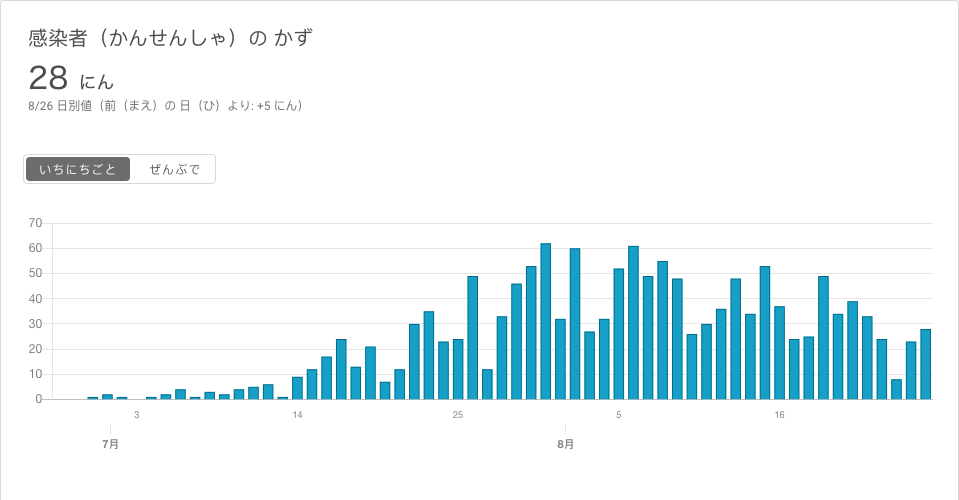 感染者（かんせんしゃ）の かず
28 にん
8/26 日別値（前（まえ）の 日（ひ）より: +5 にん）
いちにちごと ぜんぶで
70
60
50
40
30
20
10
0
3 14 25 5 16
7月 8月